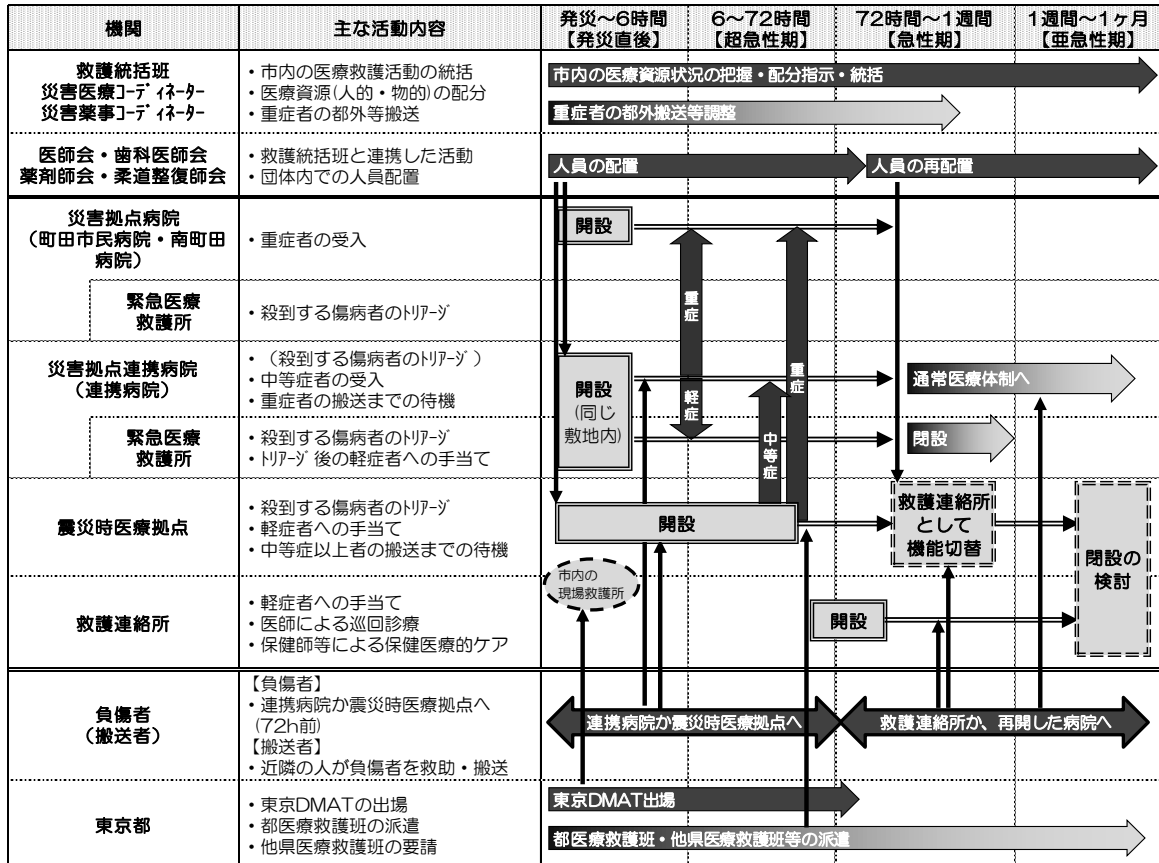 機関
主な活動内容
発災～6時間
【発災直後】
6～72時間
【超急性期】
72時間～1週間
【急性期】
1週間～1ヶ月
【亜急性期】
救護統括班
災害医療ｺｰﾃﾞｨﾈｰﾀｰ
災害薬事ｺｰﾃﾞｨﾈｰﾀｰ
・市内の医療救護活動の統括
・医療資源(人的・物的)の配分
・重症者の都外等搬送
市内の医療資源状況の把握・配分指示・統括
重症者の都外搬送等調整
医師会・歯科医師会
薬剤師会・柔道整復師会
・救護統括班と連携した活動
・団体内での人員配置
人員の配置
人員の再配置
災害拠点病院
（町田市民病院・南町田
病院）
・重症者の受入
開設
緊急医療
救護所
・殺到する傷病者のﾄﾘｱｰｼﾞ
重症
軽症
重症
中等症
災害拠点連携病院
（連携病院）
・（殺到する傷病者のﾄﾘｱｰｼﾞ）
・中等症者の受入
・重症者の搬送までの待機
開設
(同じ
敷地内)
通常医療体制へ
緊急医療
救護所
・殺到する傷病者のﾄﾘｱｰｼﾞ
・ﾄﾘｱｰｼﾞ後の軽症者への手当て
閉設
震災時医療拠点
・殺到する傷病者のﾄﾘｱｰｼﾞ
・軽症者への手当て
・中等症以上者の搬送までの待機
開設
救護連絡所
として
機能切替
閉設の
検討
市内の
現場救護所
救護連絡所
・軽症者への手当て
・医師による巡回診療
・保健師等による保健医療的ケア
開設
負傷者
（搬送者）
【負傷者】
・連携病院か震災時医療拠点へ
(72h前)
【搬送者】
・近隣の人が負傷者を救助・搬送
連携病院か震災時医療拠点へ
救護連絡所か、再開した病院へ
東京都
・東京DMATの出場
・都医療救護班の派遣
・他県医療救護班の要請
東京DMAT出場
都医療救護班・他県医療救護班等の派遣